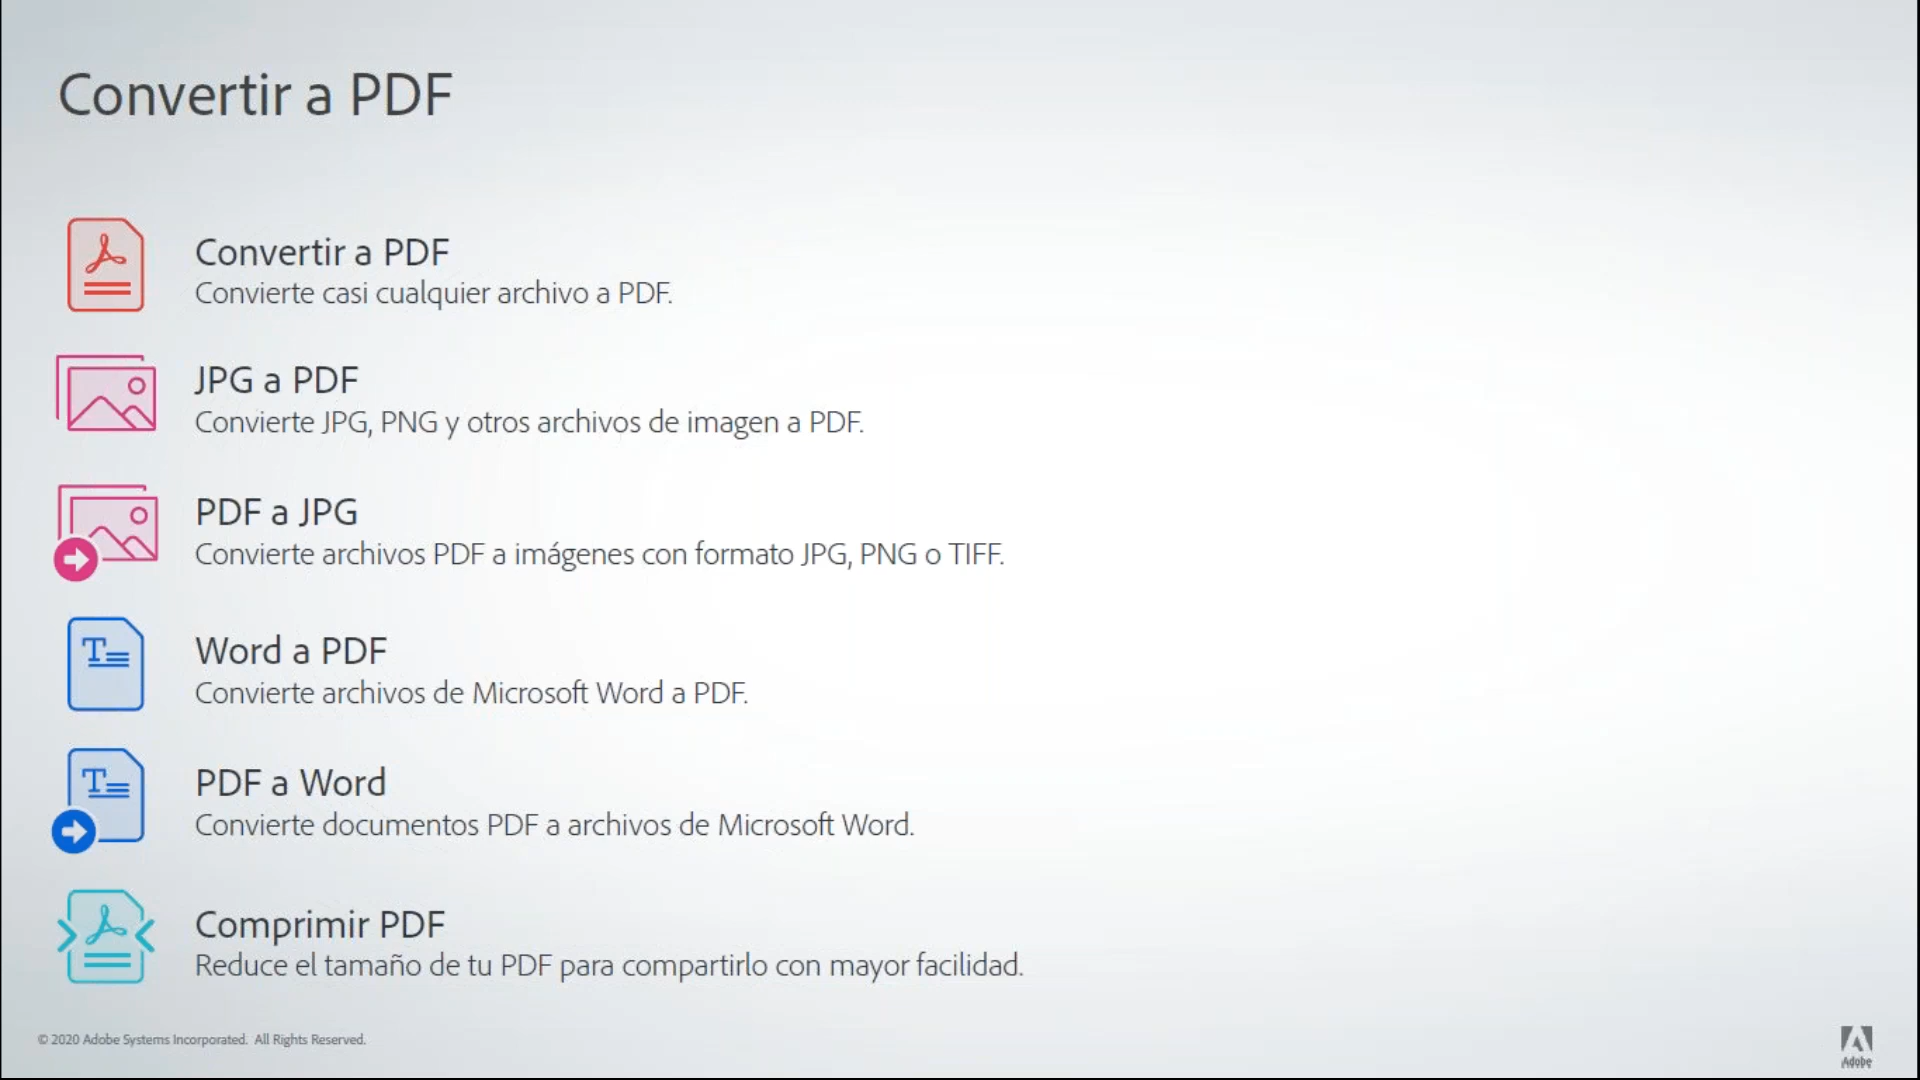 Convertir a PDF
Convertir a PDF
Convierte casi cualquier archivo a PDF.
JPG a PDF
Convierte JPG, PNG y otros archivos de imagen a PDF.
PDF a JPG
Convierte archivos PDF a imágenes con formato JPG, PNG o TIFF.
T
Word a PDF
Convierte archivos de Microsoft Word a PDF.
T
PDF a Word
Convierte documentos PDF a archivos de Microsoft Word.
Comprimir PDF
Reduce el tamaño de tu PDF para compartirlo con mayor facilidad.
© 2020 Adobe Systems Incorporated. All Rights Reserved.
Adobe